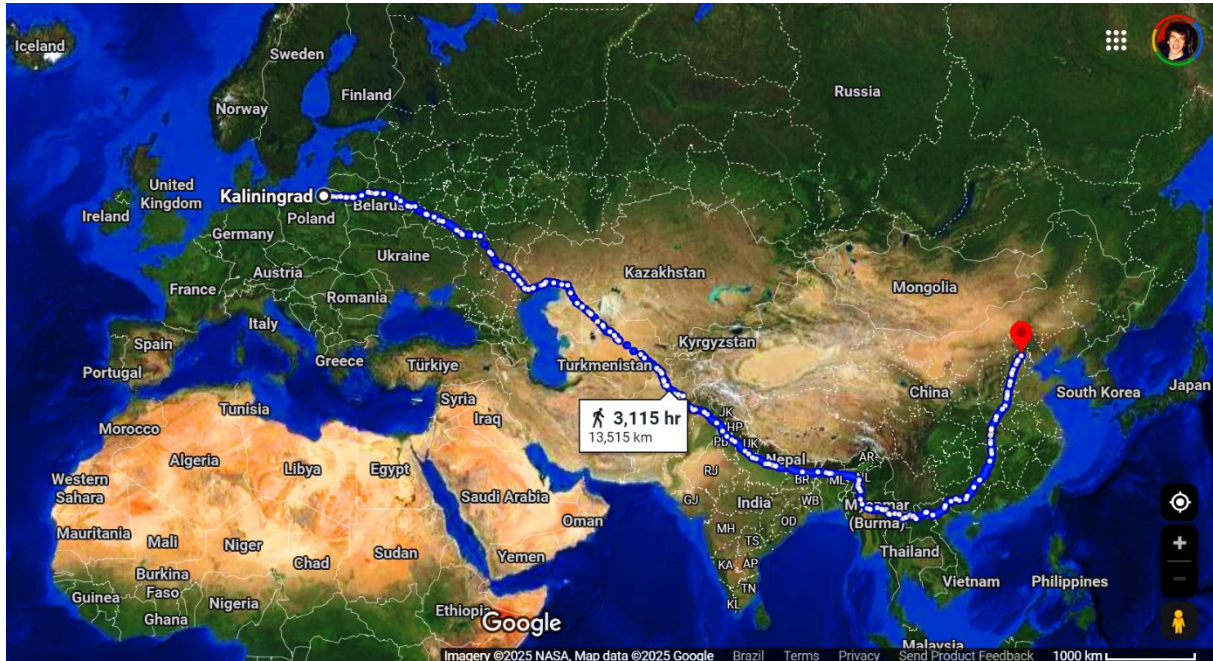 Iceland
Sweden
Norway
Finland
Russia
United
Kingdom
Ireland
Kaliningrad
Poland
Belarus
Germany
Ukraine
Austria
France
Romania
Kazakhstan
Mongolia
Italy
Spain
Portugal
Greece
Türkiye
Turkmenistan
Kyrgyzstan
China
South Korea
Japan
Syria
Iraq
Tunisia
Morocco
3,115 hr
13,515 km
JK
HP
PB
UK
Algeria
Libya
Egypt
Western
Sahara
Saudi Arabia
Nepal
AR
RJ
BR
ML
NL
GJ
India
WB
Myanmar
(Burma)
Oman
MH
OD
TS
Mauritania
Mali
Niger
Chad
Sudan
Yemen
Thailand
KA
AP
TN
KL
Burkina
Faso
Guinea
Ghana
Nigeria
Ethiopia
Vietnam
Philippines
Malaysia
Google
Imagery ©2025 NASA, Map data ©2025 Google Brazil Terms Privacy Send Product Feedback 1000 km